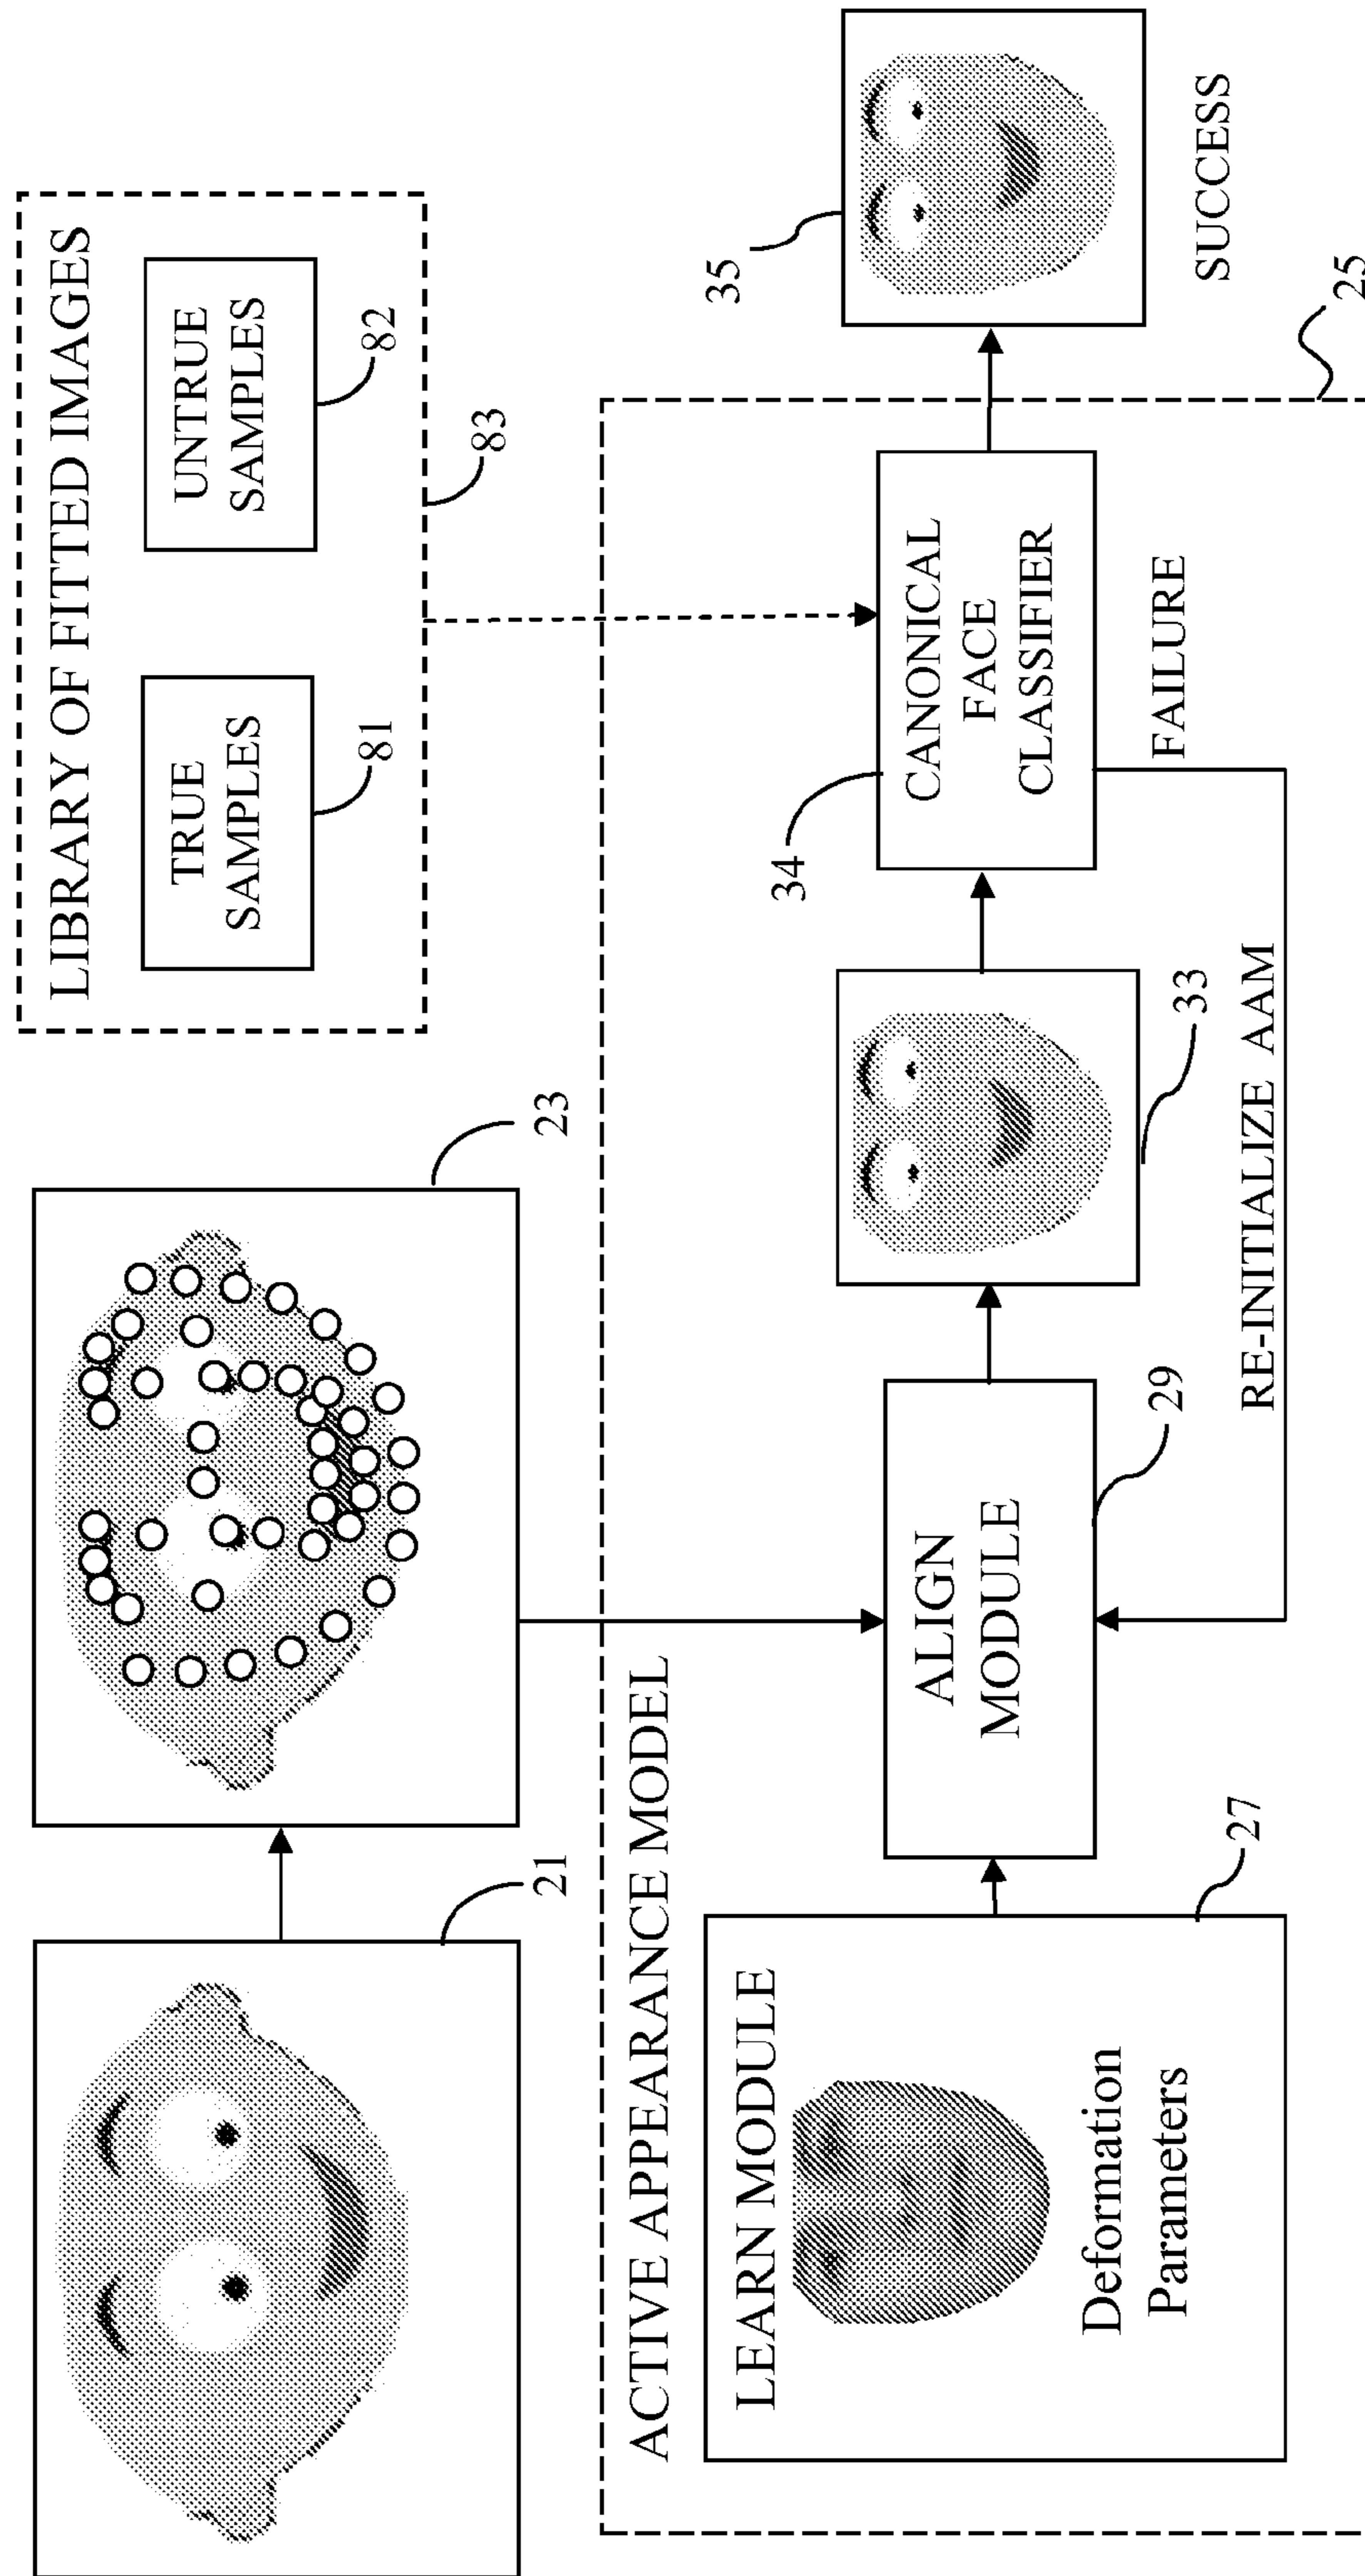 21
23
LIBRARY OF FITTED IMAGES
TRUE
SAMPLES
81
UNTRUE
SAMPLES
82
83
ACTIVE APPEARANCE MODEL
LEARN MODULE
Deformation
Parameters
27
ALIGN
MODULE
29
33
34
CANONICAL
FACE
CLASSIFIER
FAILURE
RE-INITIALIZE AAM
35
SUCCESS
25